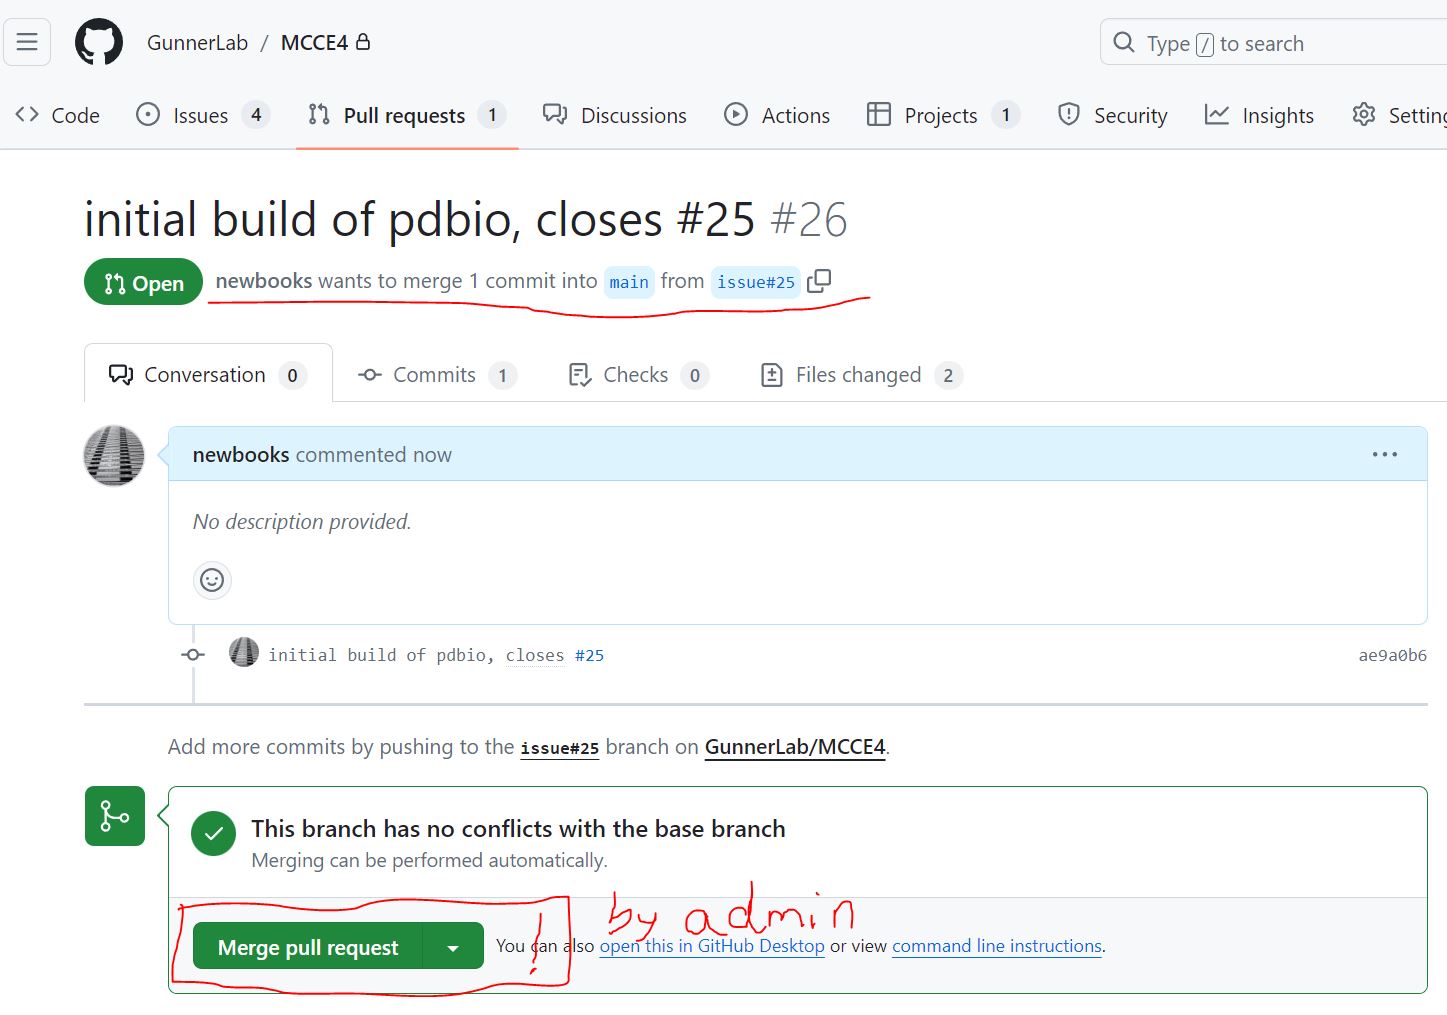 GunnerLab / MCCE4
Type / to search
Code Issues 4 Pull requests 1 Discussions Actions Projects 1 Security Insights Setting
initial build of pdbio, closes #25 #26
Open newbooks wants to merge 1 commit into main from issue#25
Conversation 0 Commits 1 Checks 0 Files changed 2
newbooks commented now
No description provided.
initial build of pdbio, closes #25 ae9a0b6
Add more commits by pushing to the issue#25 branch on GunnerLab/MCCE4.
This branch has no conflicts with the base branch
Merging can be performed automatically.
! by admin
Merge pull request You can also open this in GitHub Desktop or view command line instructions.